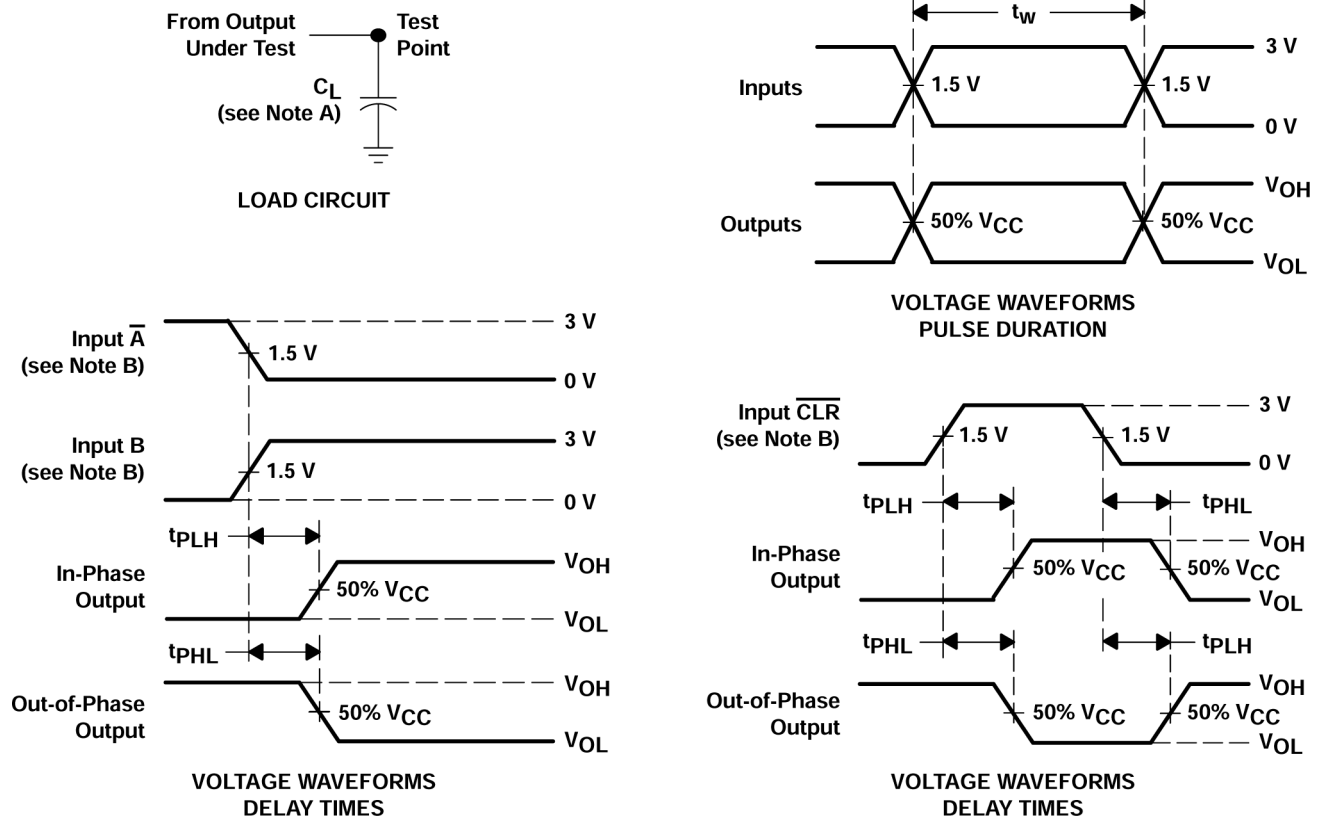 From Output
Under Test
Test
Point
CL
(see Note A)
LOAD CIRCUIT
tw
Inputs
1.5 V
1.5 V
3 V
0 V
Outputs
50% VCC
50% VCC
VOH
VOL
VOLTAGE WAVEFORMS
PULSE DURATION
Input A̅
(see Note B)
1.5 V
3 V
0 V
Input B
(see Note B)
1.5 V
3 V
0 V
tPLH
In-Phase
Output
50% VCC
VOH
VOL
tPHL
Out-of-Phase
Output
50% VCC
VOH
VOL
VOLTAGE WAVEFORMS
DELAY TIMES
Input C̅L̅R̅
(see Note B)
1.5 V
1.5 V
3 V
0 V
tPLH
tPHL
In-Phase
Output
50% VCC
50% VCC
VOH
VOL
tPHL
tPLH
Out-of-Phase
Output
50% VCC
50% VCC
VOH
VOL
VOLTAGE WAVEFORMS
DELAY TIMES